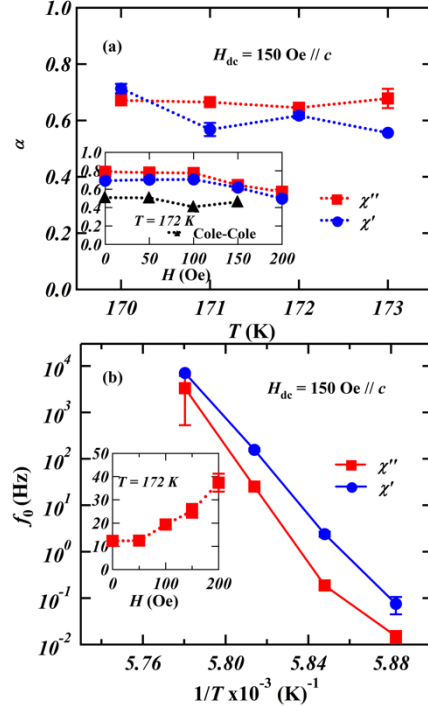 (a)
H_dc = 150 Oe // c
1.0
0.8
0.6
0.4
0.2
0.0
α
1.0
0.8
0.6
0.4
0.2
0.0
T = 172 K
Cole-Cole
0 50 100 150 200
H (Oe)
χ''
χ'
170 171 172 173
T (K)
(b)
H_dc = 150 Oe // c
10^4
10^3
10^2
10^1
10^0
10^-1
10^-2
f_0 (Hz)
χ''
χ'
50
40
30
20
10
0
T = 172 K
0 100 200
H (Oe)
5.76 5.80 5.84 5.88
1/T x10^-3 (K)^-1